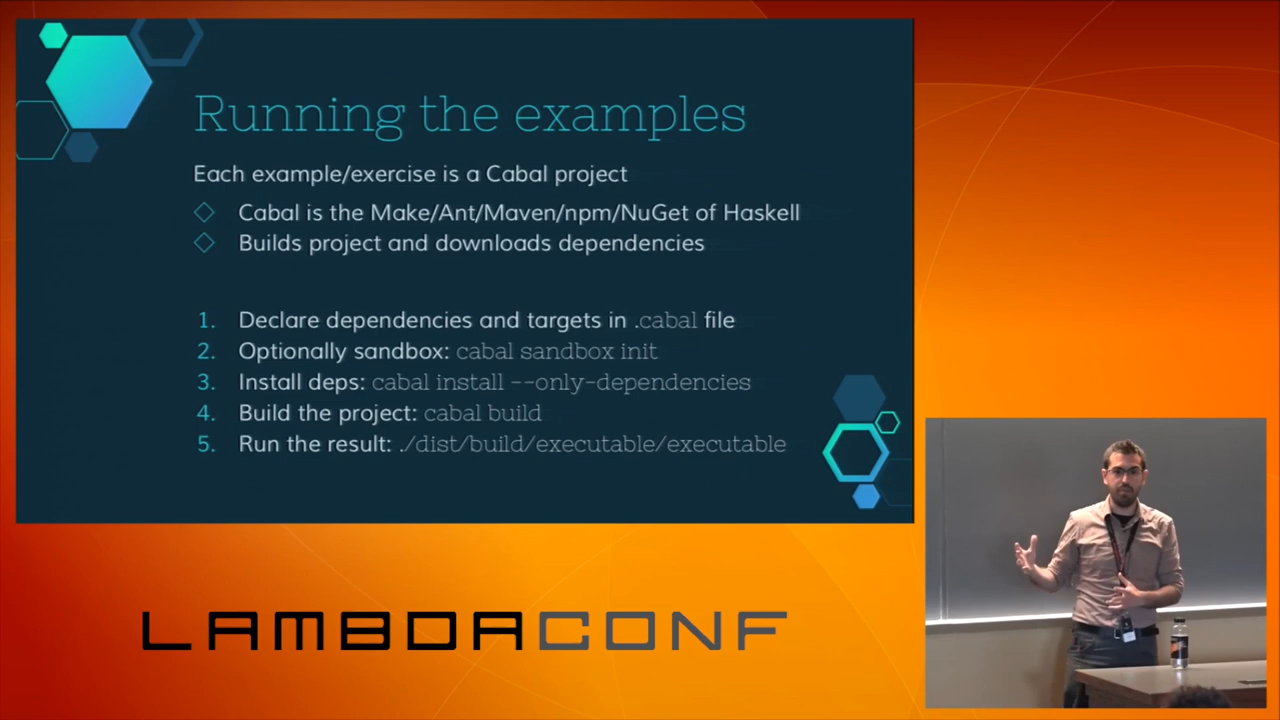 Running the examples
Each example/exercise is a Cabal project
Cabal is the Make/Ant/Maven/npm/NuGet of Haskell
Builds project and downloads dependencies
1. Declare dependencies and targets in .cabal file
2. Optionally sandbox: cabal sandbox init
3. Install deps: cabal install --only-dependencies
4. Build the project: cabal build
5. Run the result: ./dist/build/executable/executable
LAMBDACONF